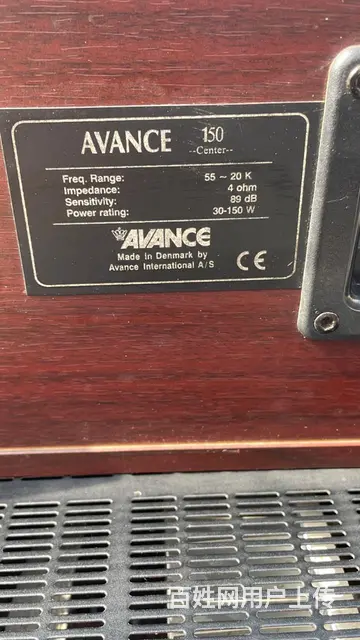 AVANCE 150
--Center--
Freq. Range: 55 ~ 20 K
Impedance: 4 ohm
Sensitivity: 89 dB
Power rating: 30-150 W
AVANCE
Made in Denmark by
Avance International A/S
CE
百姓网用户上传